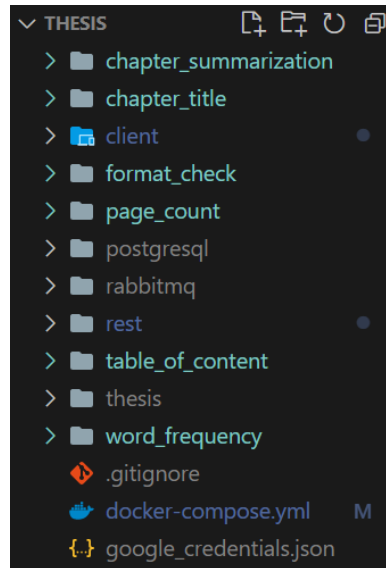 THESIS
chapter_summarization
chapter_title
client
format_check
page_count
postgresql
rabbitmq
rest
table_of_content
thesis
word_frequency
.gitignore
docker-compose.yml M
{..} google_credentials.json